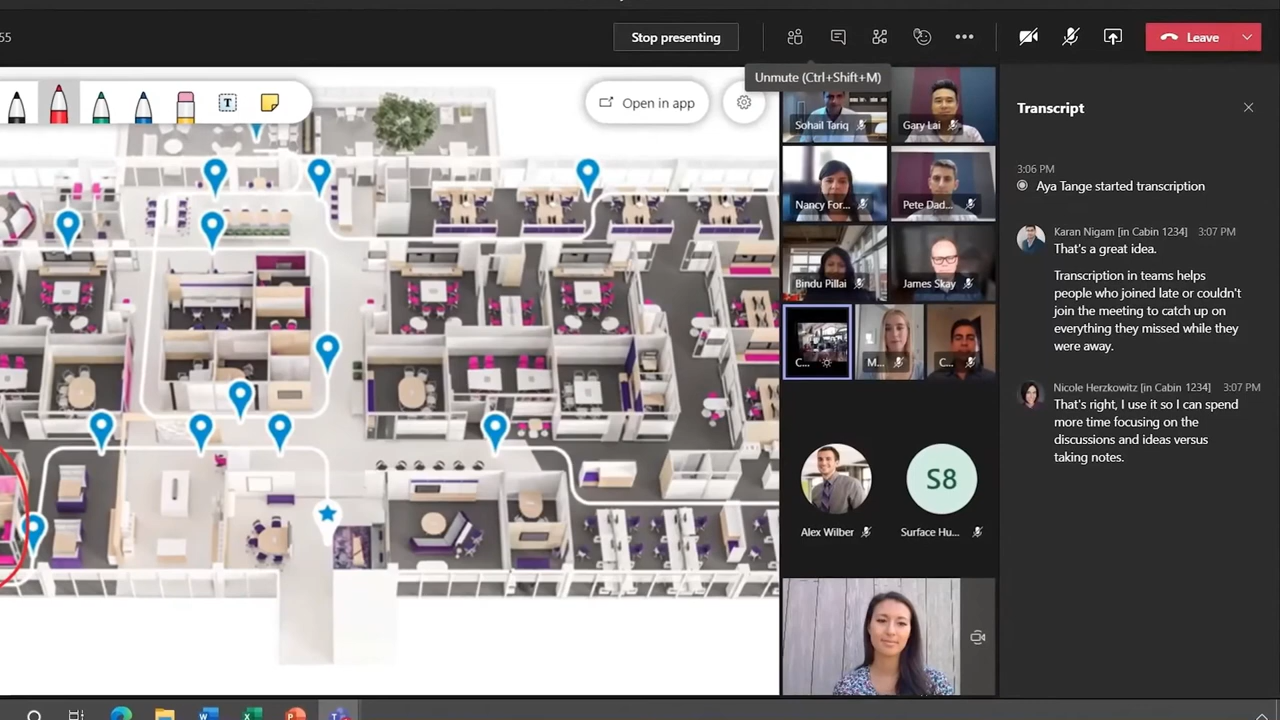 55
Stop presenting
Leave
Unmute (Ctrl+Shift+M)
T
Open in app
Sohail Tariq
Gary Lai
Nancy For...
Pete Dad...
Bindu Pillai
James Skay
C...
M...
C...
S8
Alex Wilber
Surface Hu...
Transcript
3:06 PM
Aya Tange started transcription
Karan Nigam [in Cabin 1234] 3:07 PM
That's a great idea.
Transcription in teams helps
people who joined late or couldn't
join the meeting to catch up on
everything they missed while they
were away.
Nicole Herzkowitz [in Cabin 1234] 3:07 PM
That's right, I use it so I can spend
more time focusing on the
discussions and ideas versus
taking notes.